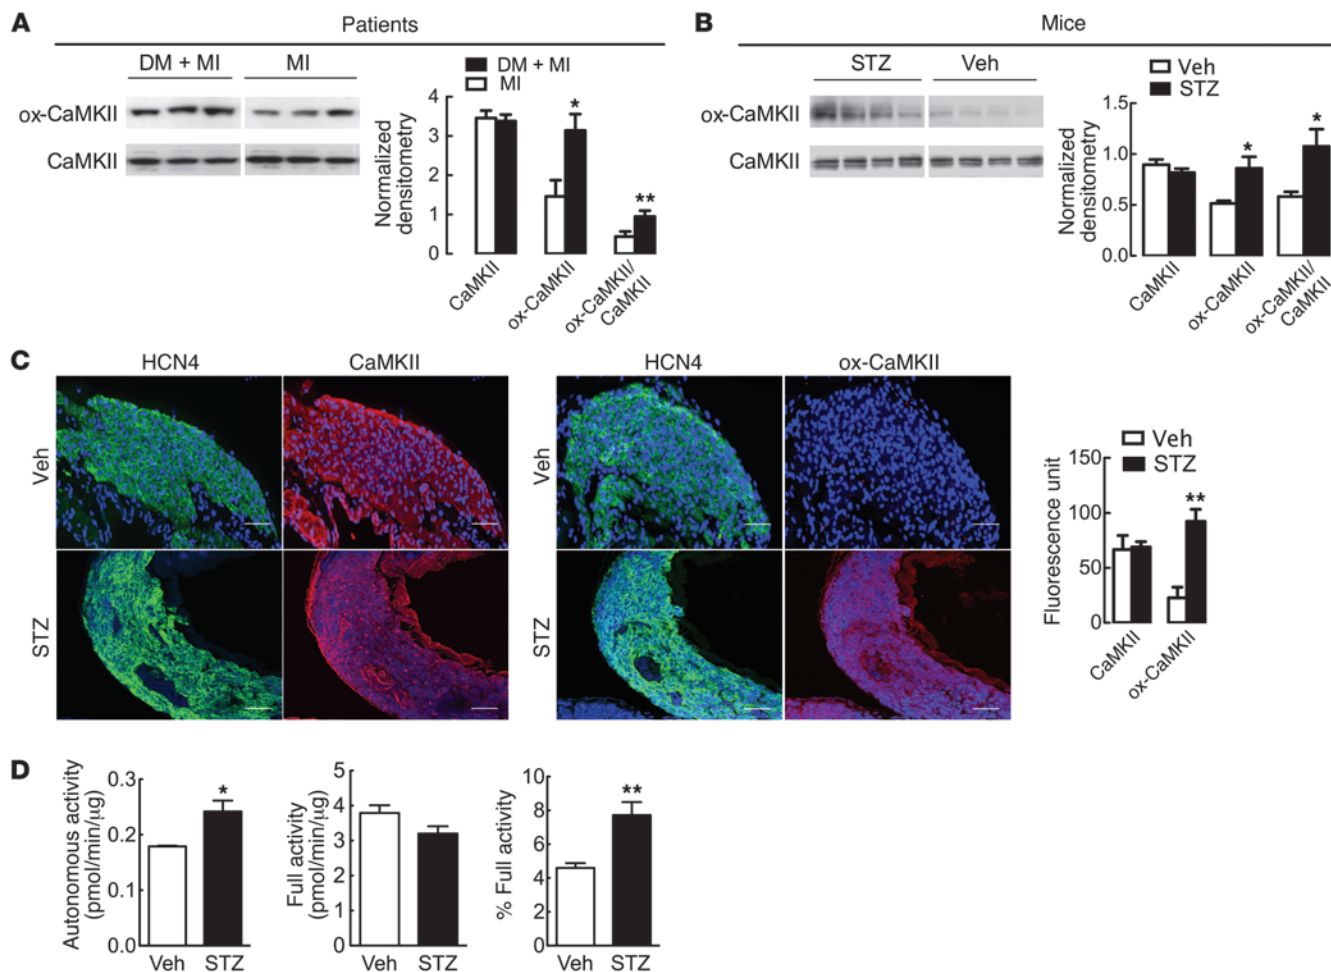 A
Patients
DM + MI
MI
ox-CaMKII
CaMKII
DM + MI
MI
Normalized
densitometry
4
3
2
1
0
*
**
CaMKII
ox-CaMKII
ox-CaMKII/
CaMKII
B
Mice
STZ
Veh
ox-CaMKII
CaMKII
Veh
STZ
Normalized
densitometry
1.5
1.0
0.5
0.0
*
*
CaMKII
ox-CaMKII
ox-CaMKII/
CaMKII
C
HCN4
CaMKII
HCN4
ox-CaMKII
Veh
STZ
Veh
STZ
Veh
STZ
Fluorescence unit
150
100
50
0
**
CaMKII
ox-CaMKII
D
Autonomous activity
(pmol/min/µg)
0.3
0.2
0.1
0.0
*
Veh
STZ
Full activity
(pmol/min/µg)
5
4
3
2
1
0
Veh
STZ
% Full activity
10
8
6
4
2
0
**
Veh
STZ